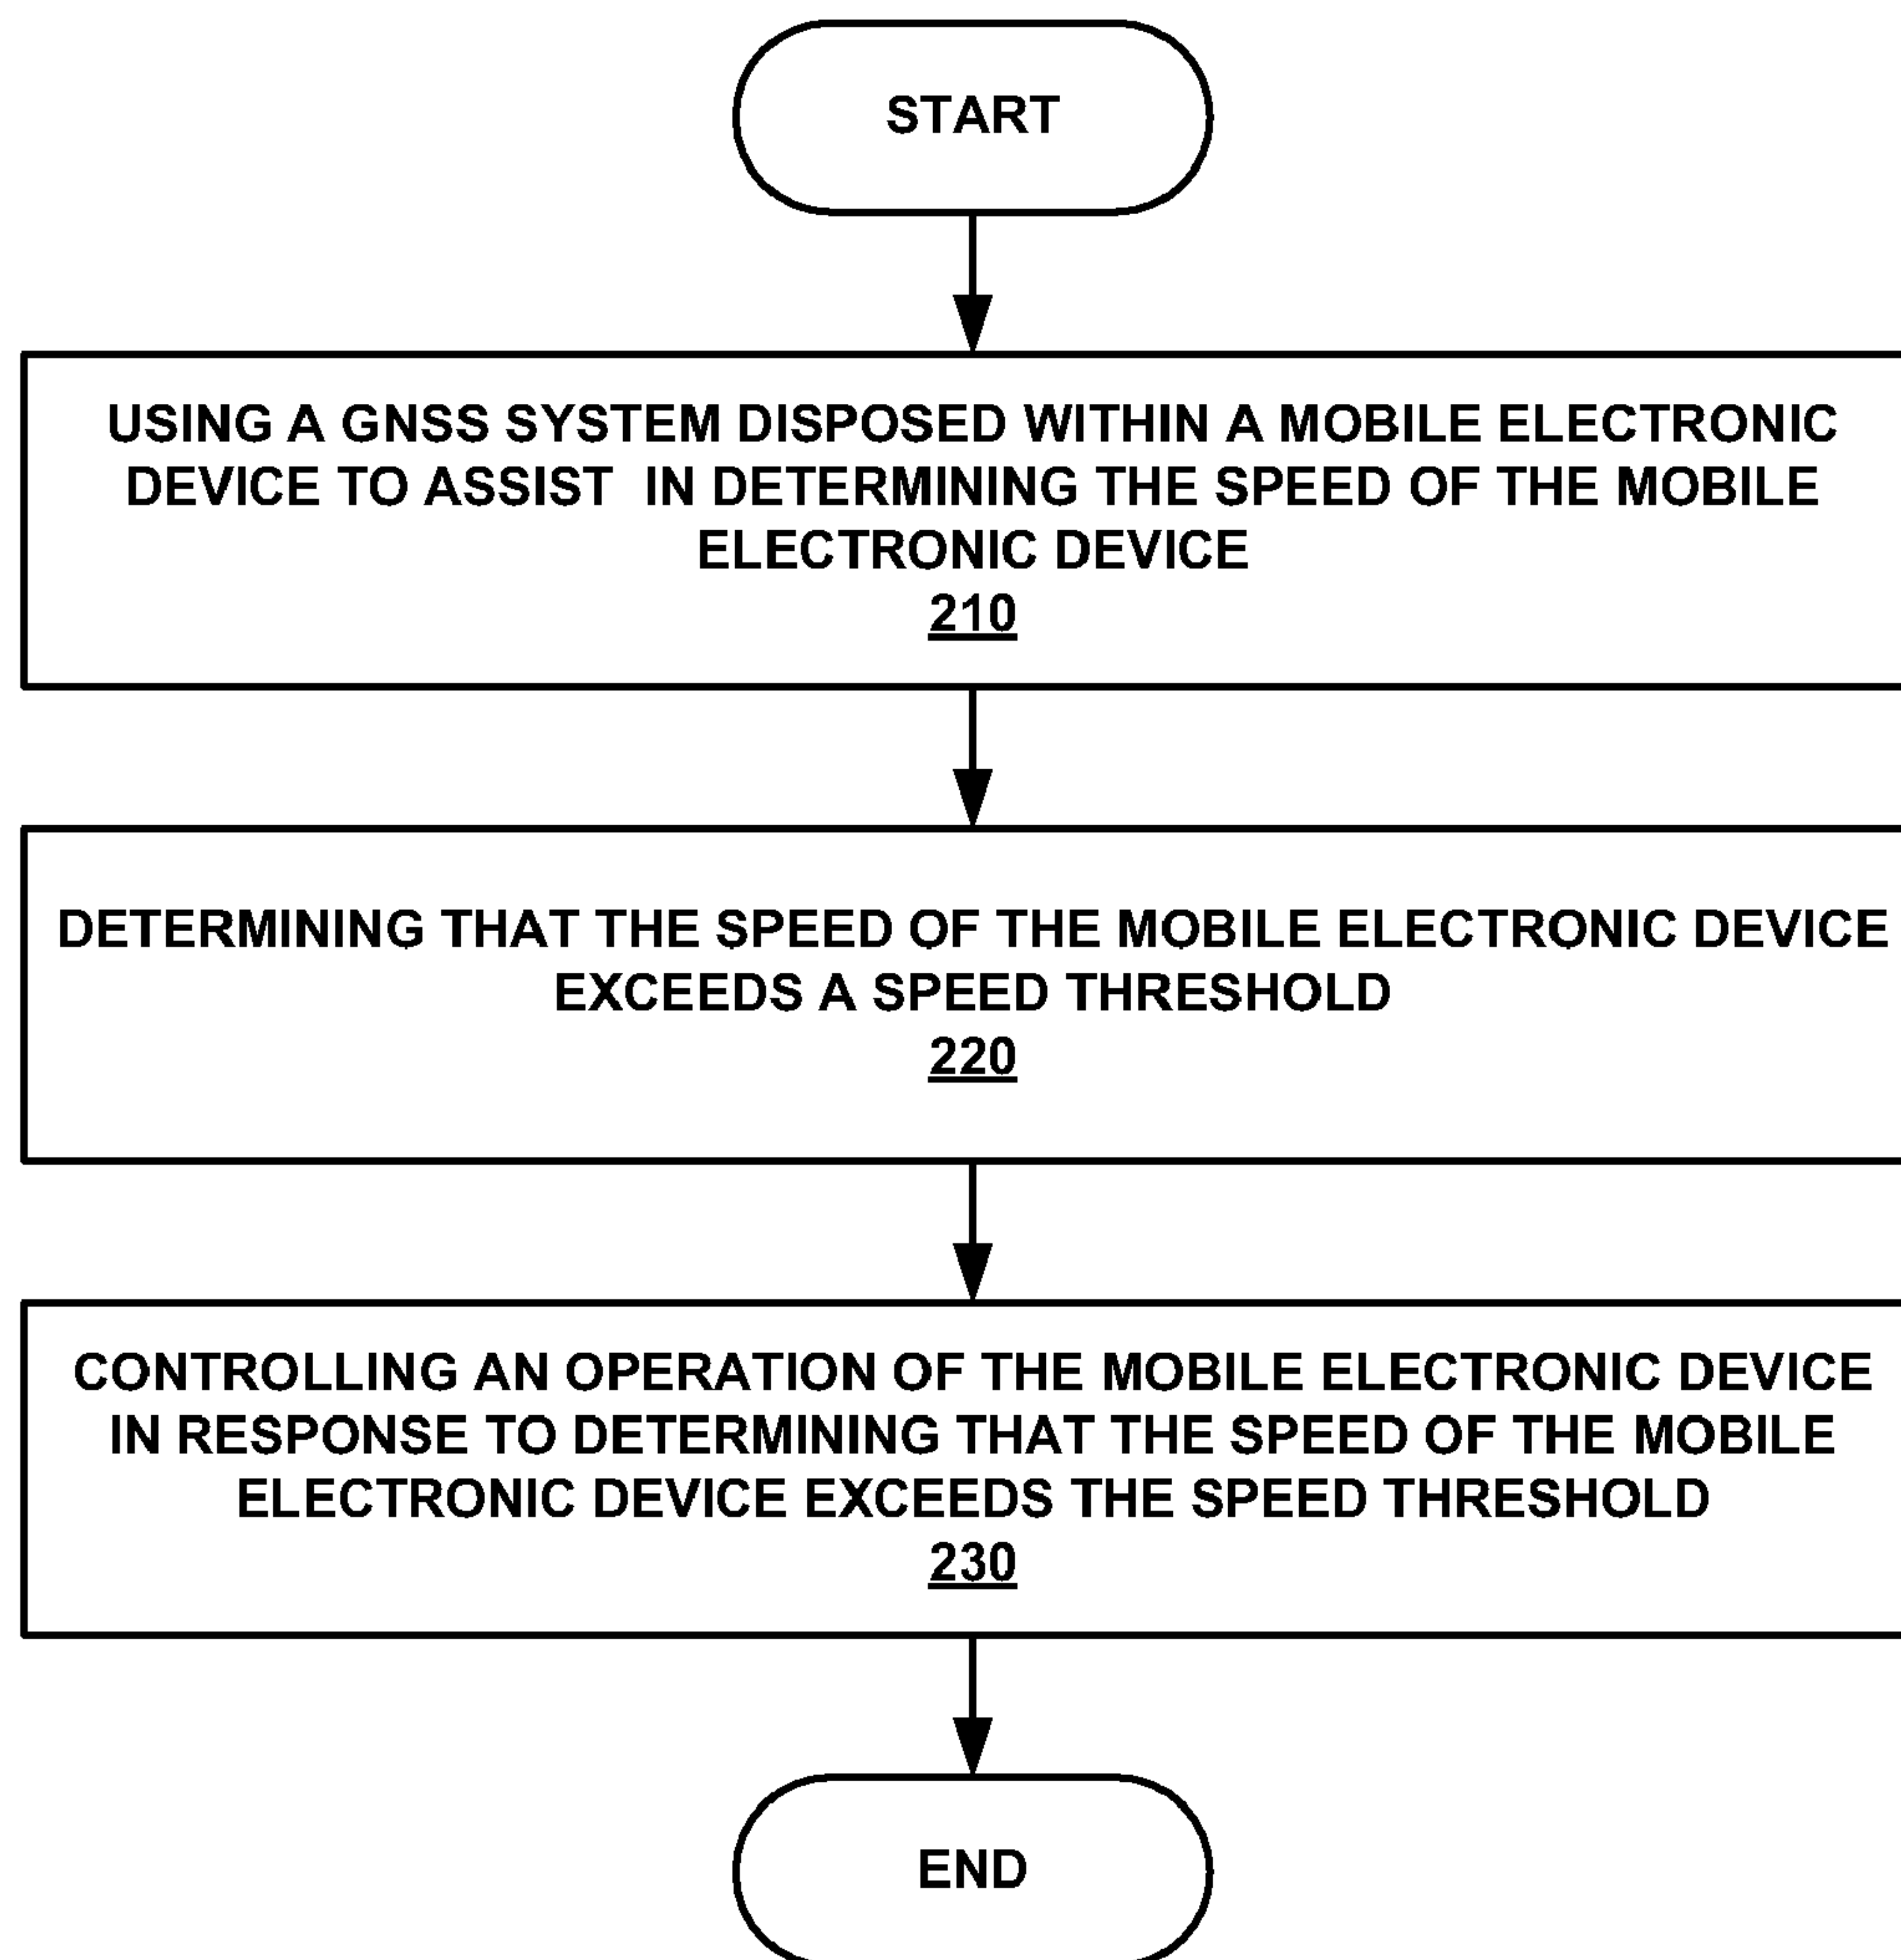 START
USING A GNSS SYSTEM DISPOSED WITHIN A MOBILE ELECTRONIC
DEVICE TO ASSIST IN DETERMINING THE SPEED OF THE MOBILE
ELECTRONIC DEVICE
210
DETERMINING THAT THE SPEED OF THE MOBILE ELECTRONIC DEVICE
EXCEEDS A SPEED THRESHOLD
220
CONTROLLING AN OPERATION OF THE MOBILE ELECTRONIC DEVICE
IN RESPONSE TO DETERMINING THAT THE SPEED OF THE MOBILE
ELECTRONIC DEVICE EXCEEDS THE SPEED THRESHOLD
230
END